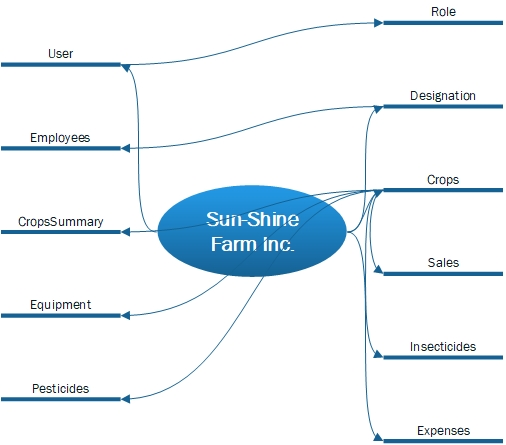 Role
User
Designation
Employees
Crops
Sun-Shine
Farm Inc.
CropsSummary
Sales
Equipment
Insecticides
Pesticides
Expenses